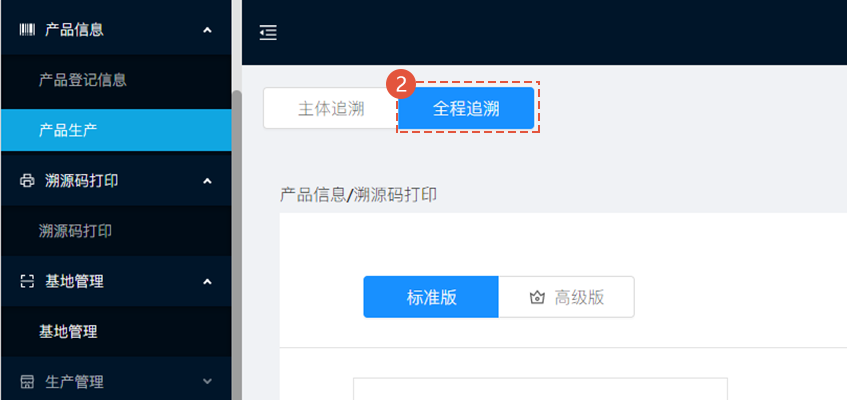 产品信息
产品登记信息
产品生产
溯源码打印
溯源码打印
基地管理
基地管理
生产管理
2
主体追溯
全程追溯
产品信息/溯源码打印
标准版
高级版